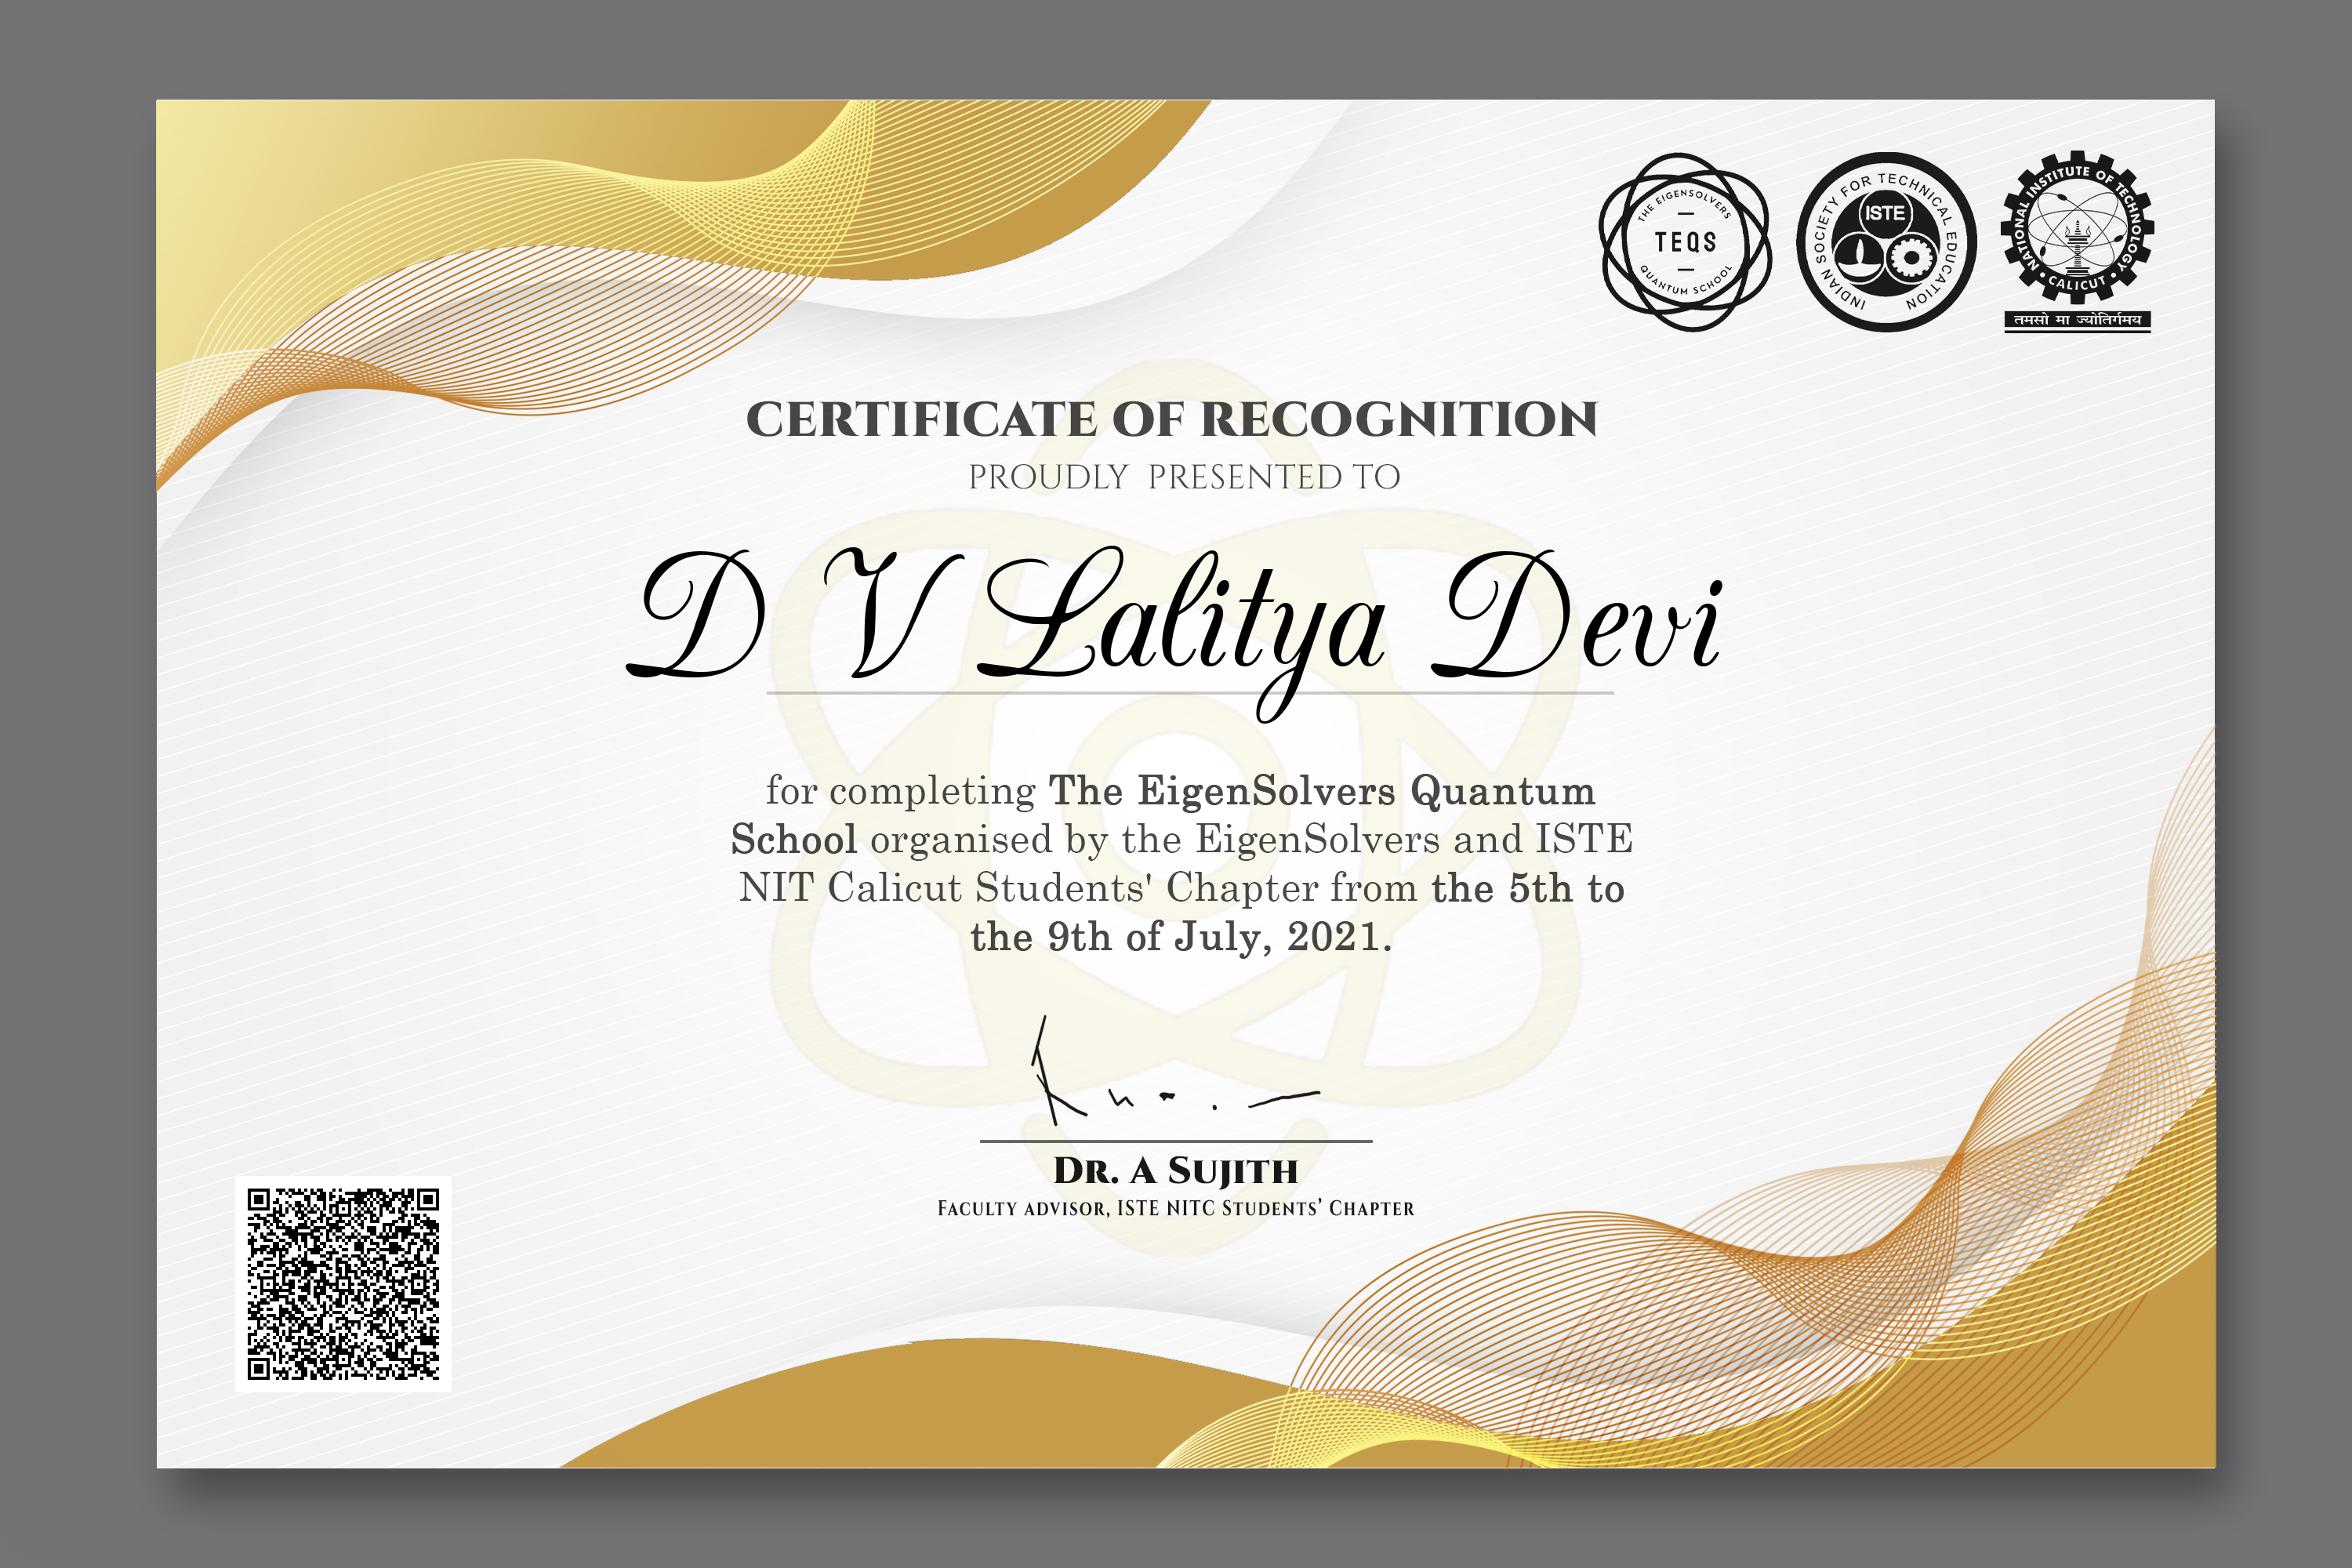 THE EIGENSOLVERS
TEQS
QUANTUM SCHOOL
INDIAN SOCIETY FOR TECHNICAL EDUCATION
ISTE
NATIONAL INSTITUTE OF TECHNOLOGY
CALICUT
तमसो मा ज्योतिर्गमय
CERTIFICATE OF RECOGNITION
PROUDLY PRESENTED TO
D V Lalitya Devi
for completing The EigenSolvers Quantum
School organised by the EigenSolvers and ISTE
NIT Calicut Students' Chapter from the 5th to
the 9th of July, 2021.
DR. A SUJITH
FACULTY ADVISOR, ISTE NITC STUDENTS’ CHAPTER